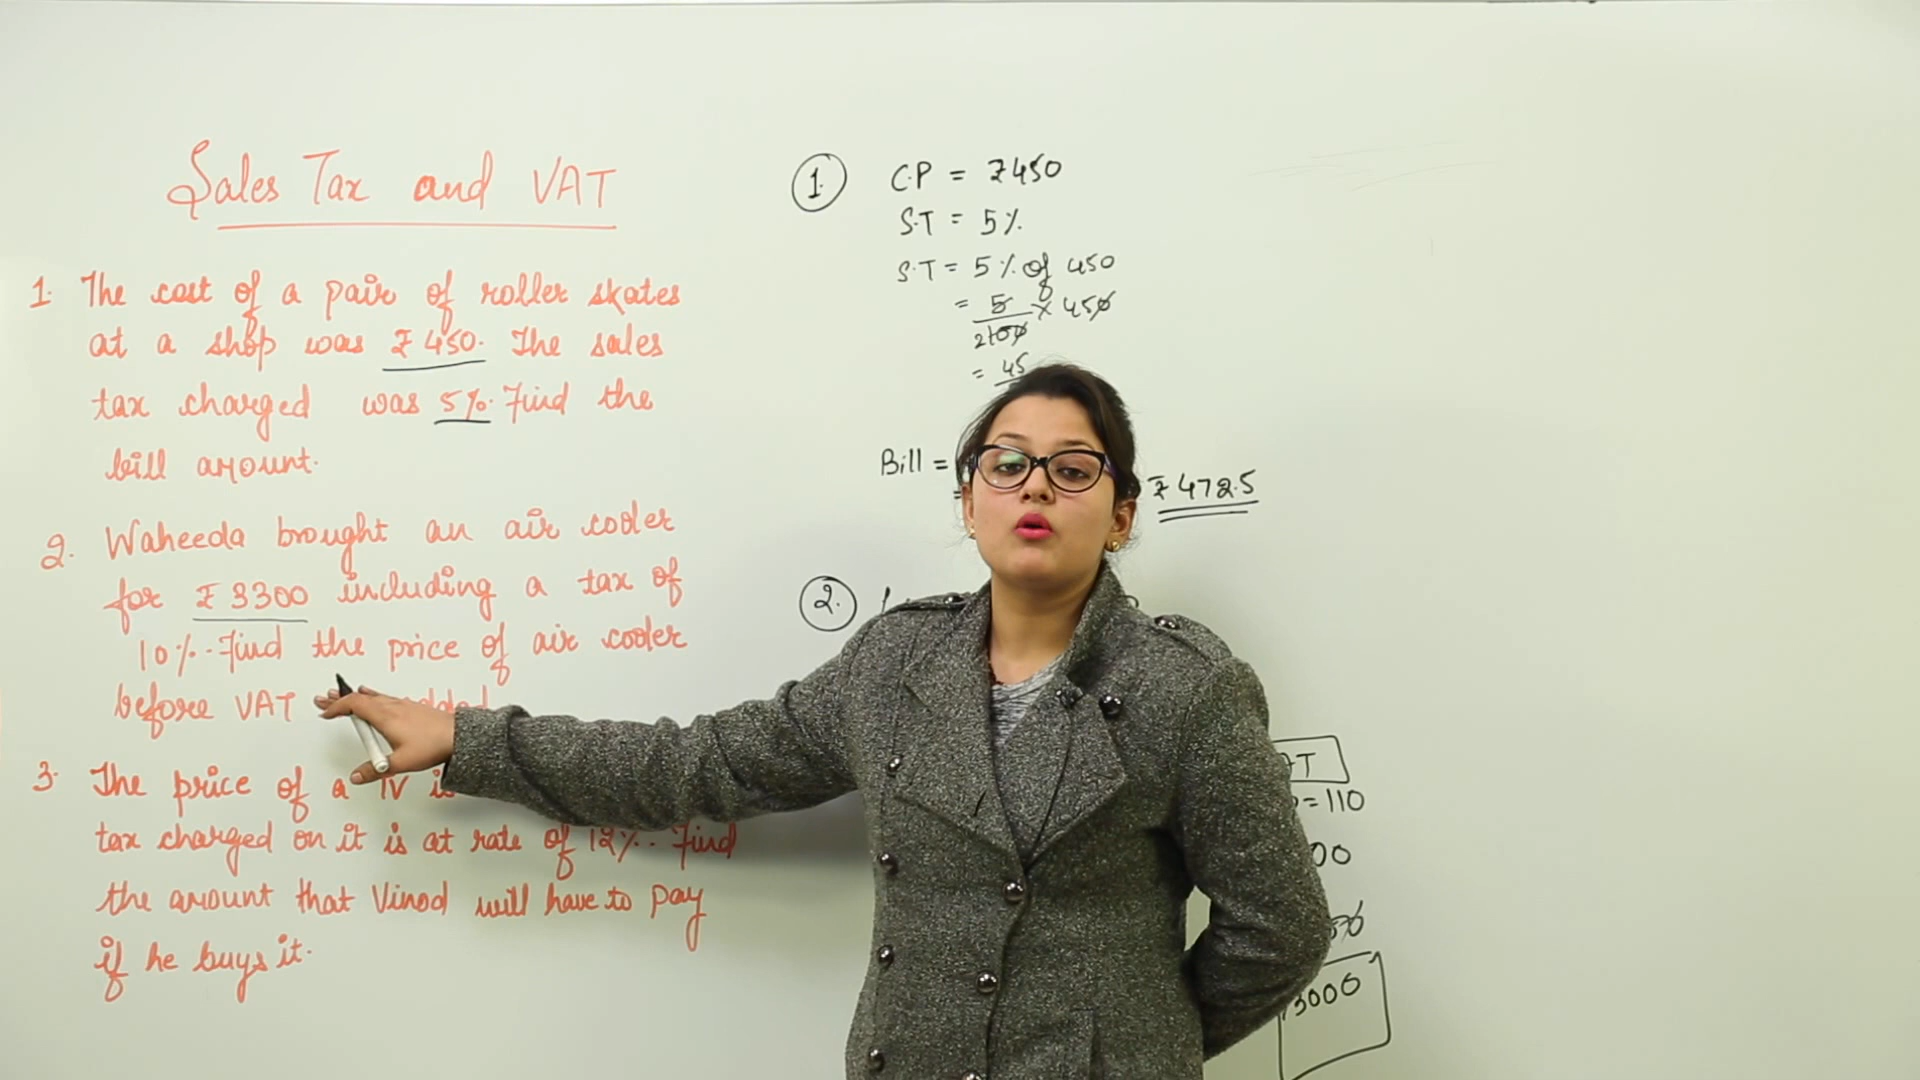 Sales Tax and VAT
1. The cost of a pair of roller skates
at a shop was ₹450. The sales
tax charged was 5%. Find the
bill amount.
2. Waheeda brought an air cooler
for ₹3300 including a tax of
10%. Find the price of air cooler
before VAT added
3. The price of a TV is
tax charged on it is at rate of 12%. Find
the amount that Vinod will have to pay
if he buys it.
1. C.P = ₹450
S.T = 5%
S.T = 5% of 450
= 5 × 450
2 100
= 45
Bill =
= ₹472.5
2.
T
= 110
00
3000